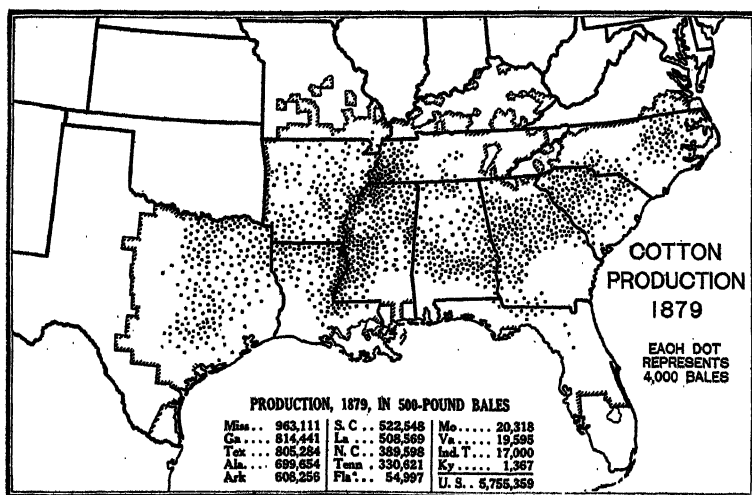 COTTON
PRODUCTION
1879
EACH DOT
REPRESENTS
4,000 BALES
PRODUCTION, 1879, IN 500-POUND BALES
Miss.. 963,111
Ga .... 814,441
Tex ... 805,284
Ala.... 699,654
Ark 608,256
S. C .. 522,548
La .... 508,569
N. C.. 389,598
Tenn . 330,621
Fla .. 54,997
Mo..... 20,318
Va ..... 19,595
Ind. T... 17,000
Ky ..... 1,367
U. S.. 5,755,359